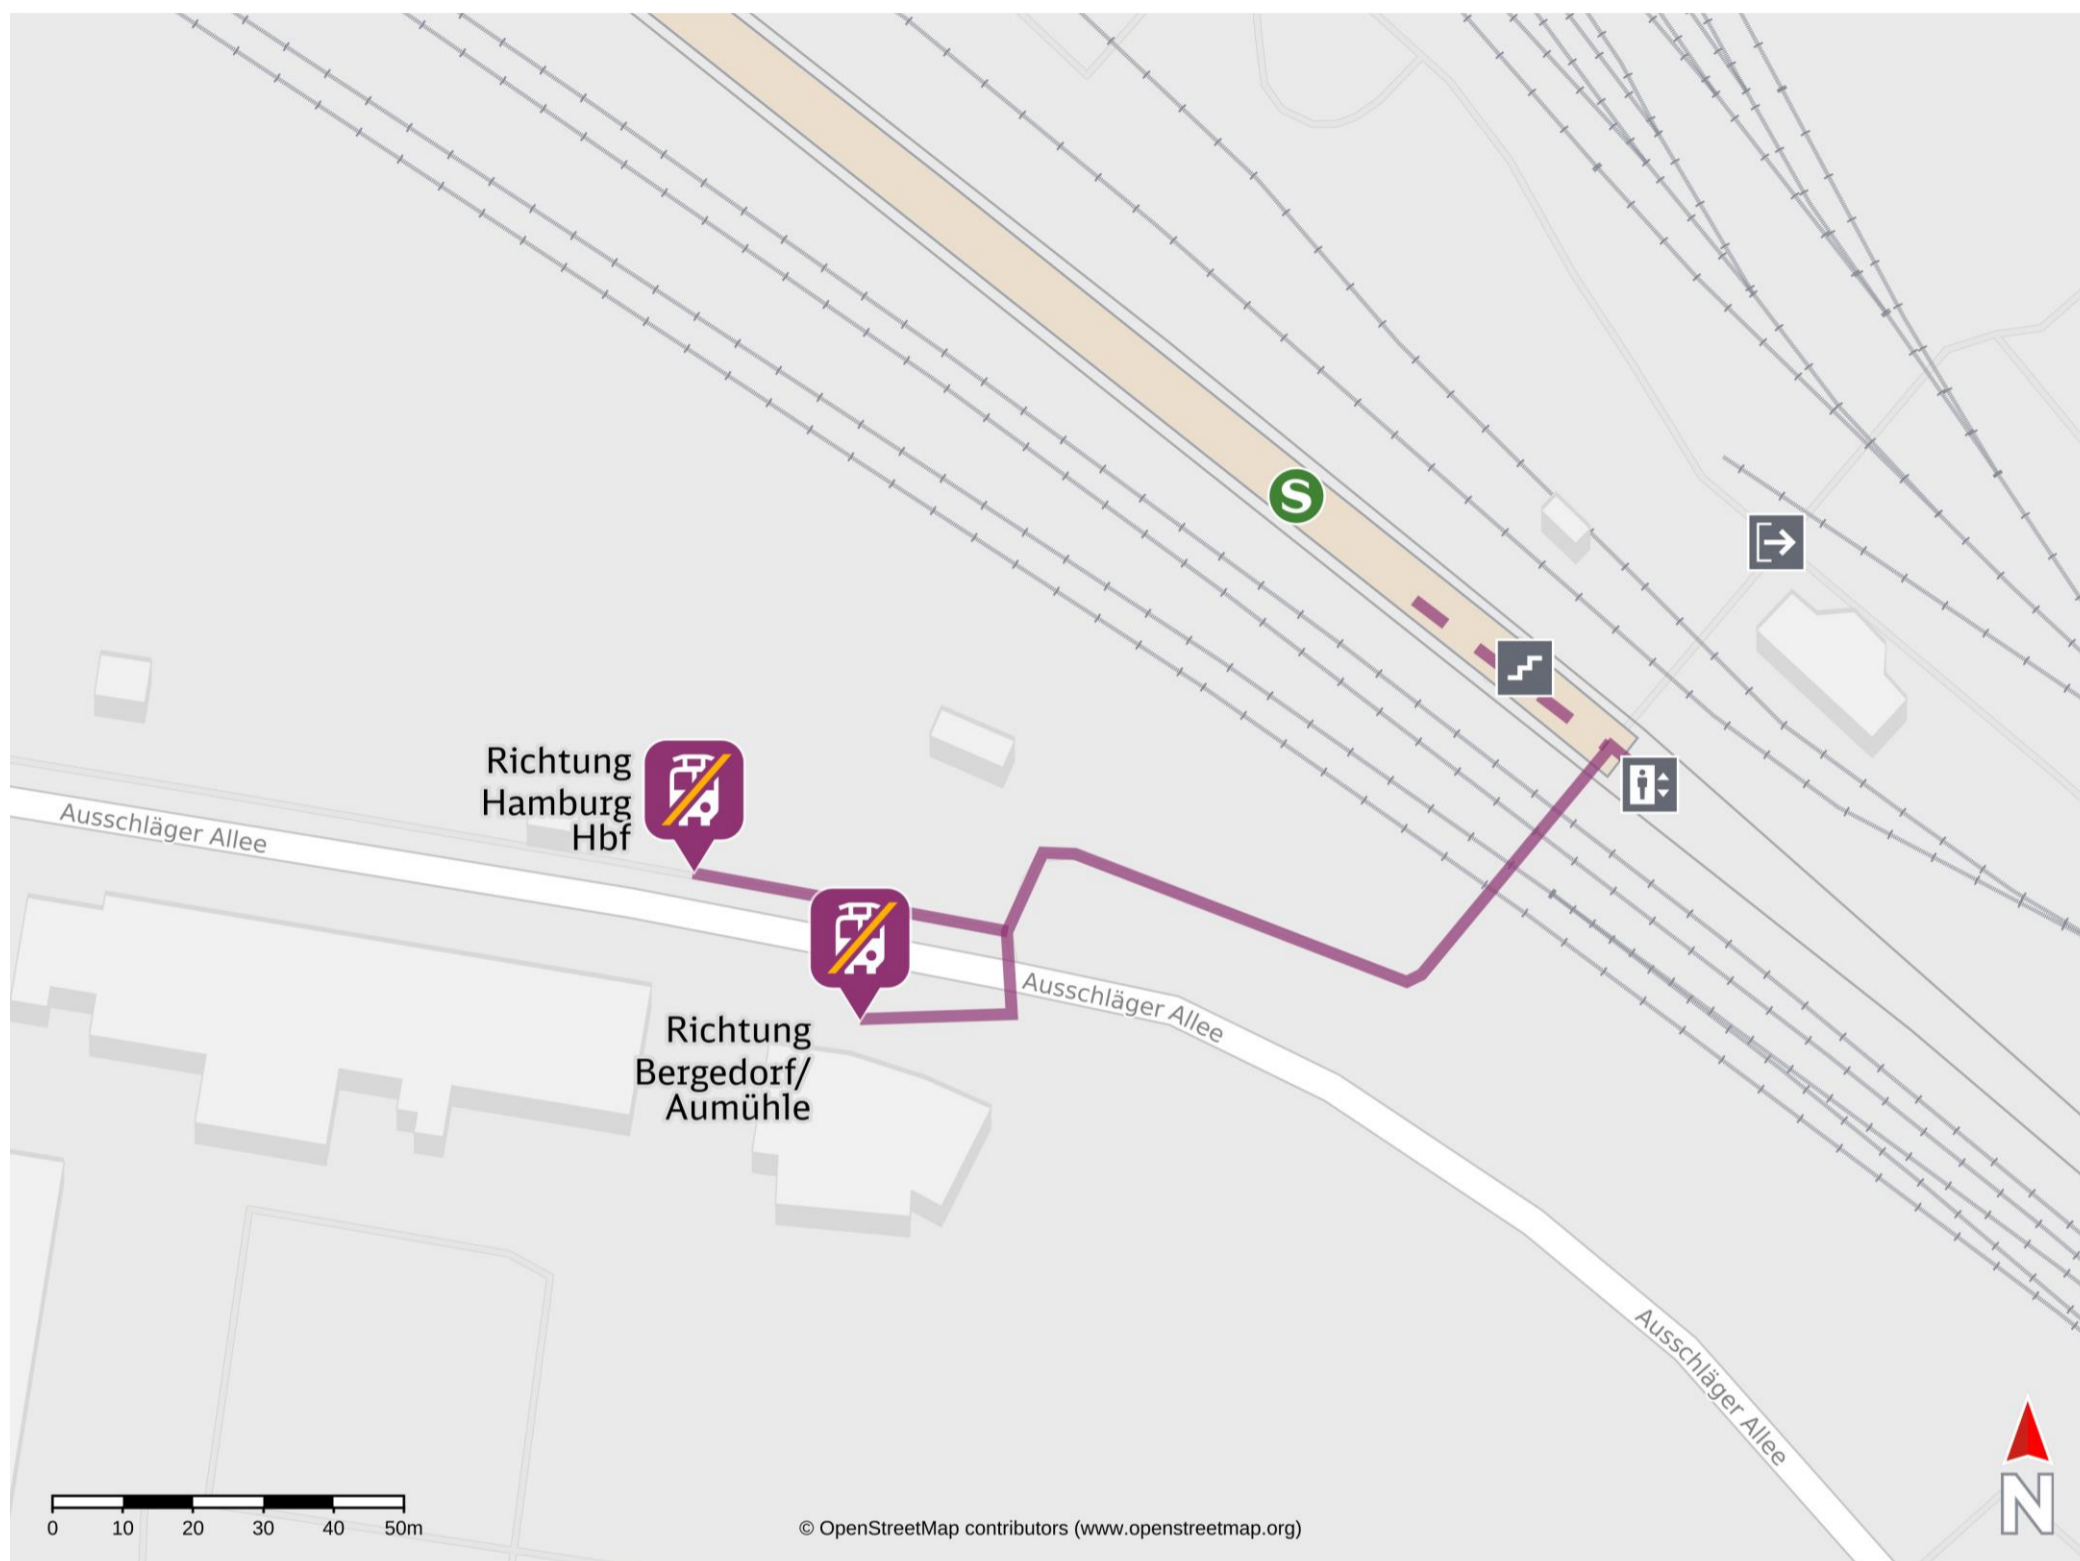 S
Richtung
Hamburg
Hbf
Ausschläger Allee
Ausschläger Allee
Richtung
Bergedorf/
Aumühle
Ausschläger Allee
N
0 10 20 30 40 50m
© OpenStreetMap contributors (www.openstreetmap.org)